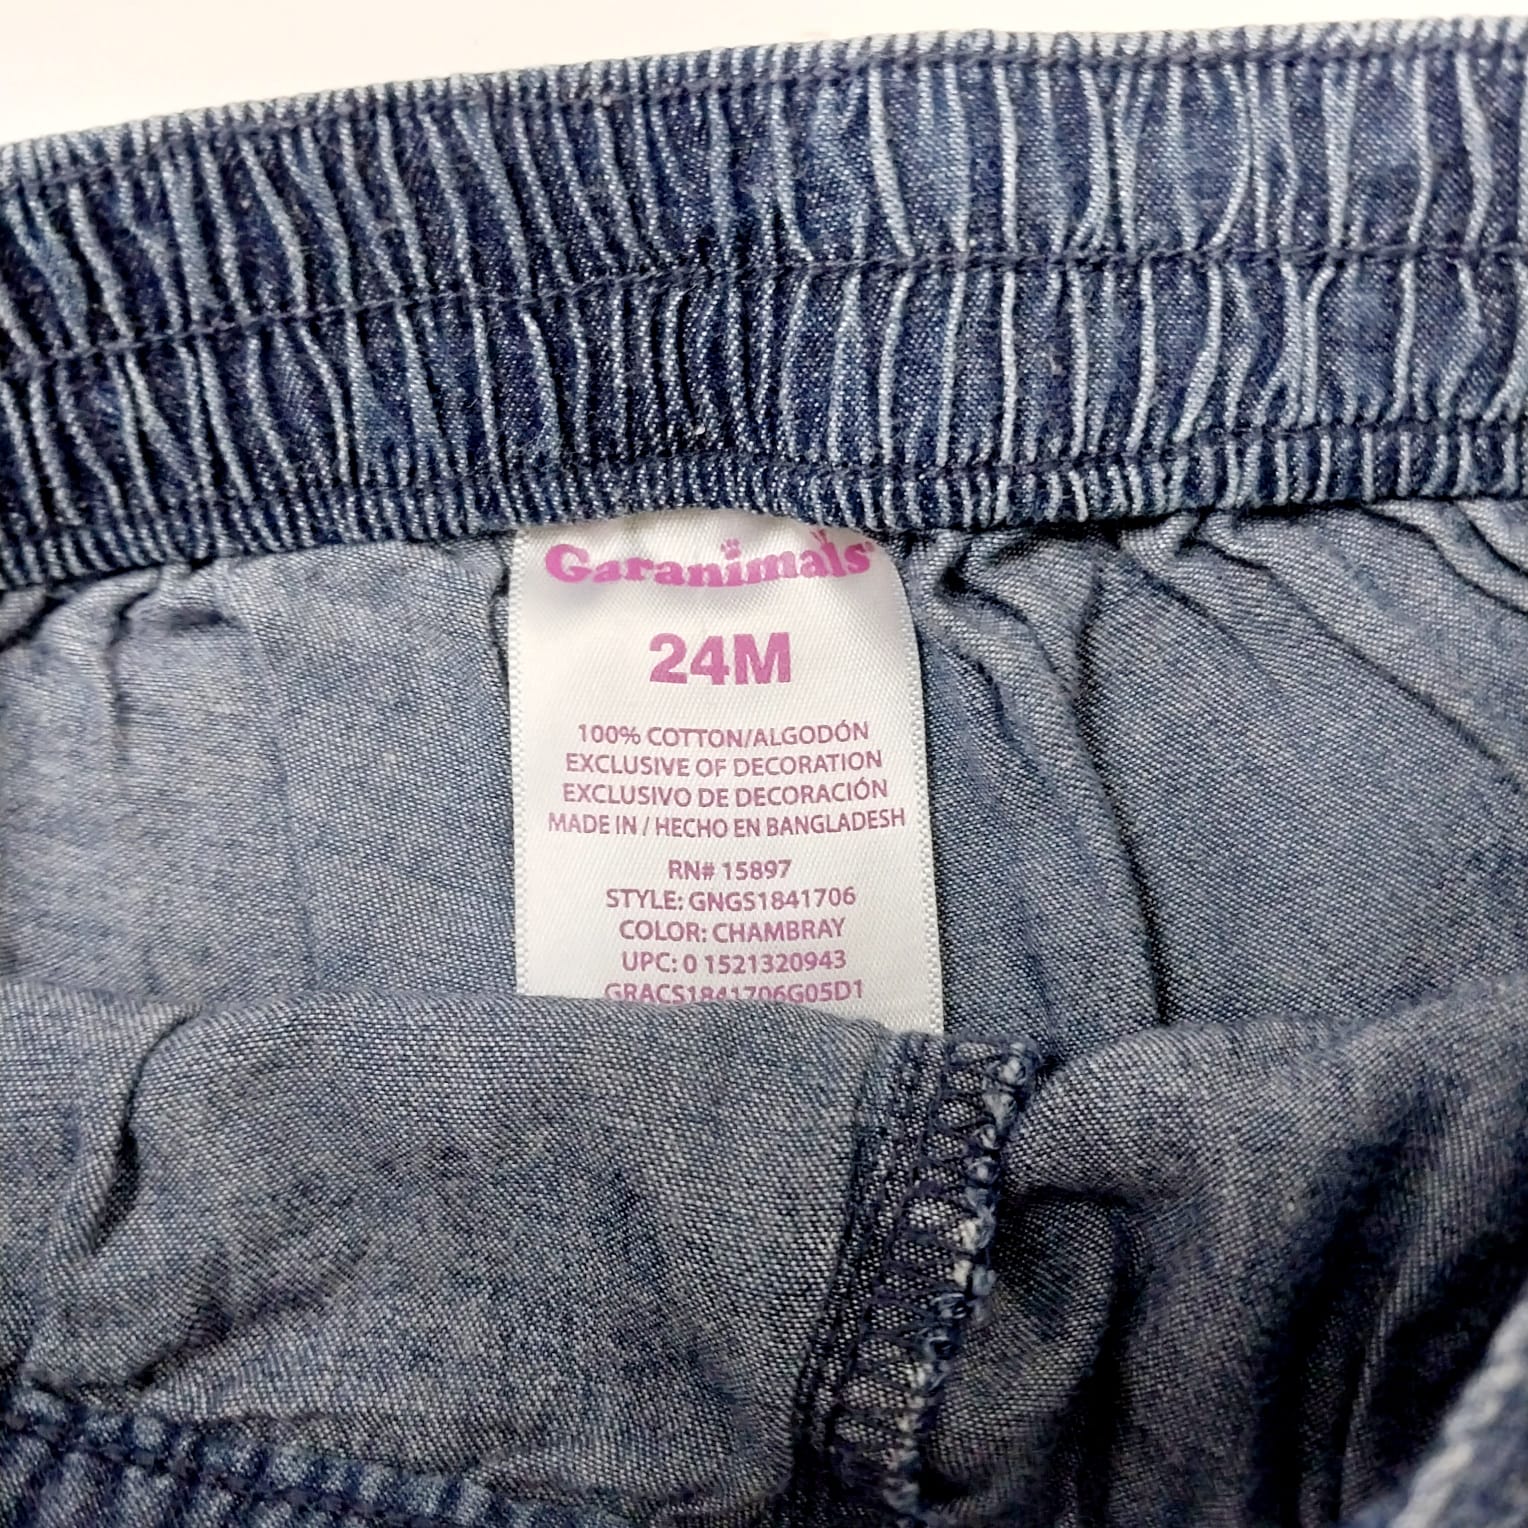 Garanimals®
24M
100% COTTON/ALGODÓN
EXCLUSIVE OF DECORATION
EXCLUSIVO DE DECORACIÓN
MADE IN / HECHO EN BANGLADESH
RN# 15897
STYLE: GNGS1841706
COLOR: CHAMBRAY
UPC: 0 1521320943
GRACS1841706G05D1